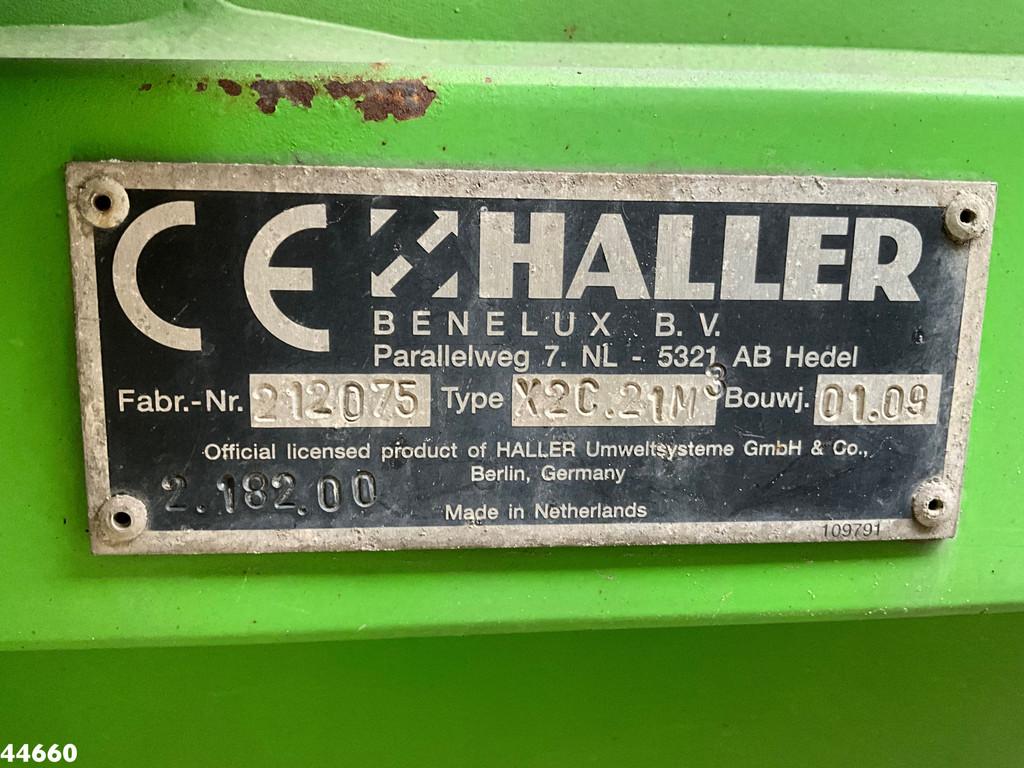 CE HALLER
BENELUX B.V.
Parallelweg 7. NL - 5321 AB Hedel
Fabr.-Nr. 212075 Type X2C.21M³ Bouwj. 01.09
Official licensed product of HALLER Umweltsysteme GmbH & Co.,
Berlin, Germany
2.182.00
Made in Netherlands
109791
44660